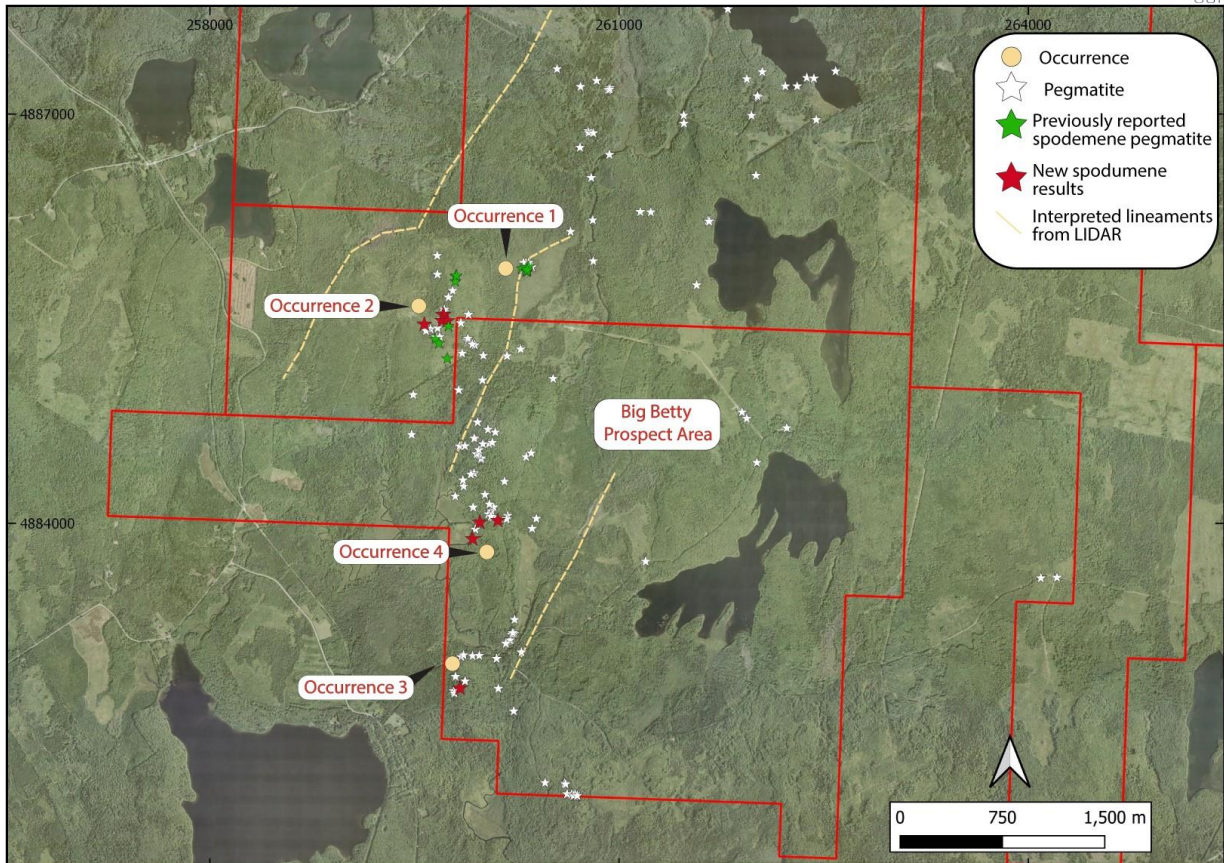 258000
261000
264000
4887000
4884000
Occurrence
Pegmatite
Previously reported
spodemene pegmatite
New spodumene
results
Interpreted lineaments
from LIDAR
Occurrence 1
Occurrence 2
Big Betty
Prospect Area
Occurrence 4
Occurrence 3
0
750
1,500 m